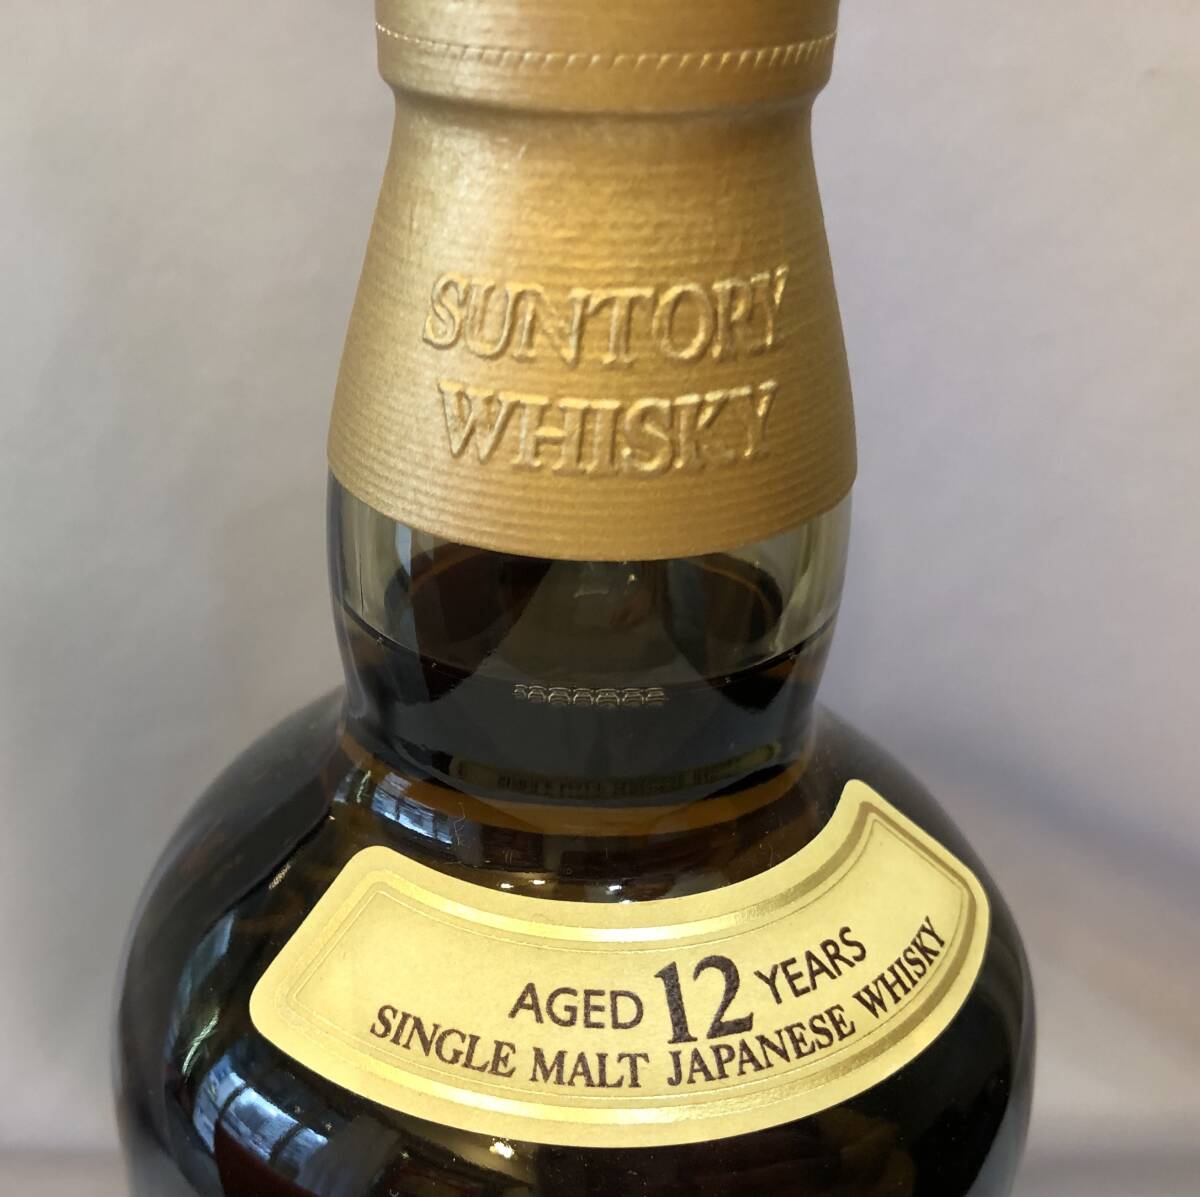 SUNTORY
WHISKY
AGED 12 YEARS
SINGLE MALT JAPANESE WHISKY